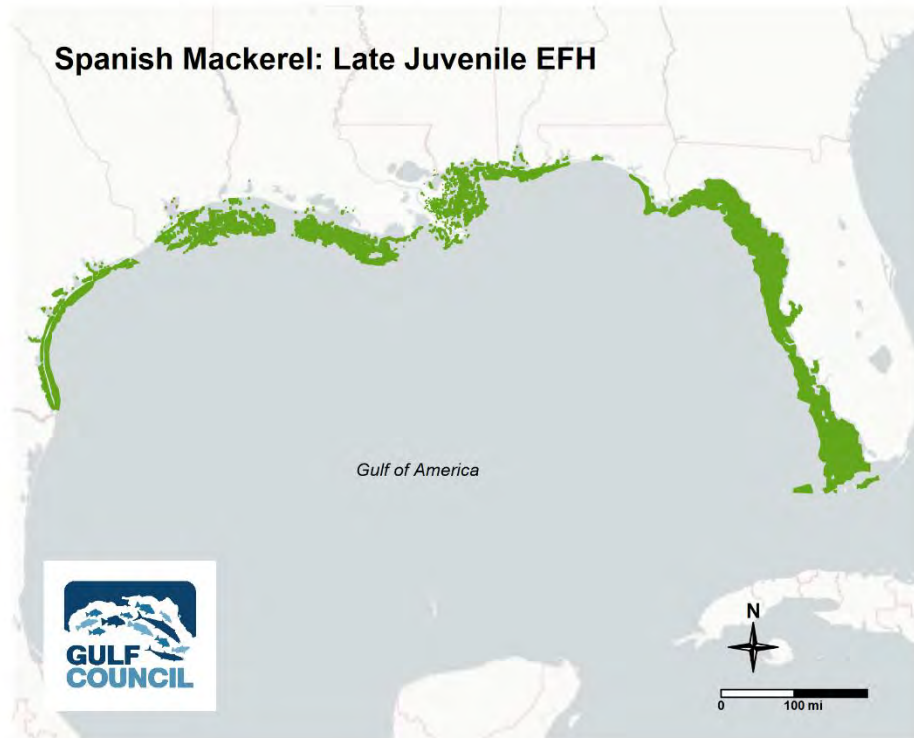 Spanish Mackerel: Late Juvenile EFH
Gulf of America
GULF
COUNCIL
N
0 100 mi